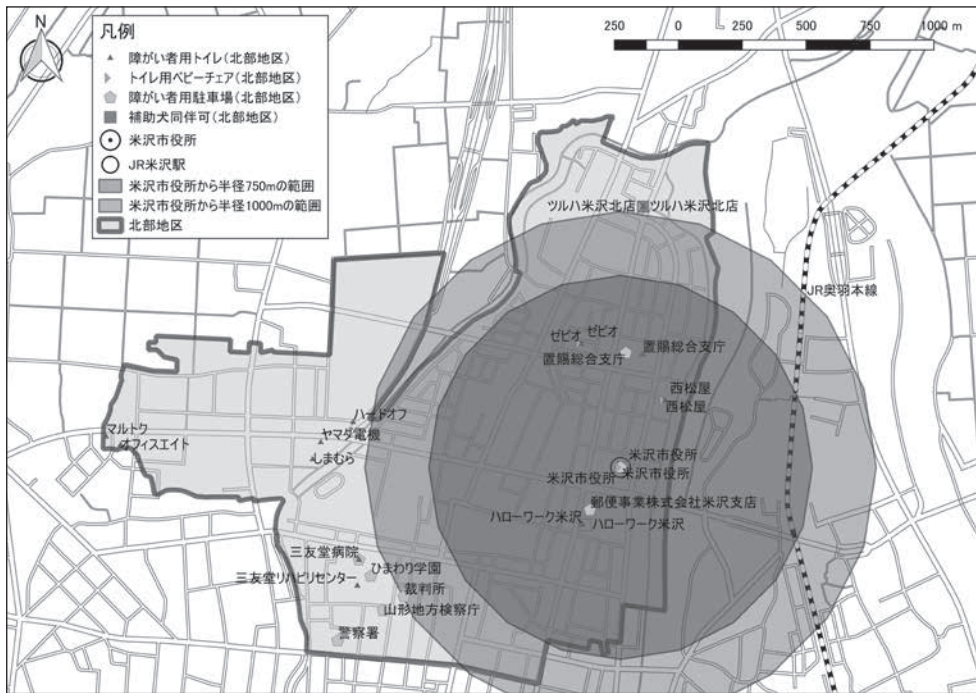 N
凡例
障がい者用トイレ(北部地区)
トイレ用ベビーチェア(北部地区)
障がい者用駐車場(北部地区)
補助犬同伴可(北部地区)
米沢市役所
JR米沢駅
米沢市役所から半径750mの範囲
米沢市役所から半径1000mの範囲
北部地区
250 0 250 500 750 1000 m
ツルハ米沢北店 ツルハ米沢北店
JR奥羽本線
ゼビオ ゼビオ
置賜総合支庁 置賜総合支庁
西松屋
西松屋
ハードオフ
マルトク
ヤマダ電機
オフィスエイト
しまむら
米沢市役所
米沢市役所 米沢市役所
郵便事業株式会社米沢支店
ハローワーク米沢 ハローワーク米沢
三友堂病院
ひまわり学園
三友堂リハビリセンター
裁判所
山形地方検察庁
警察署